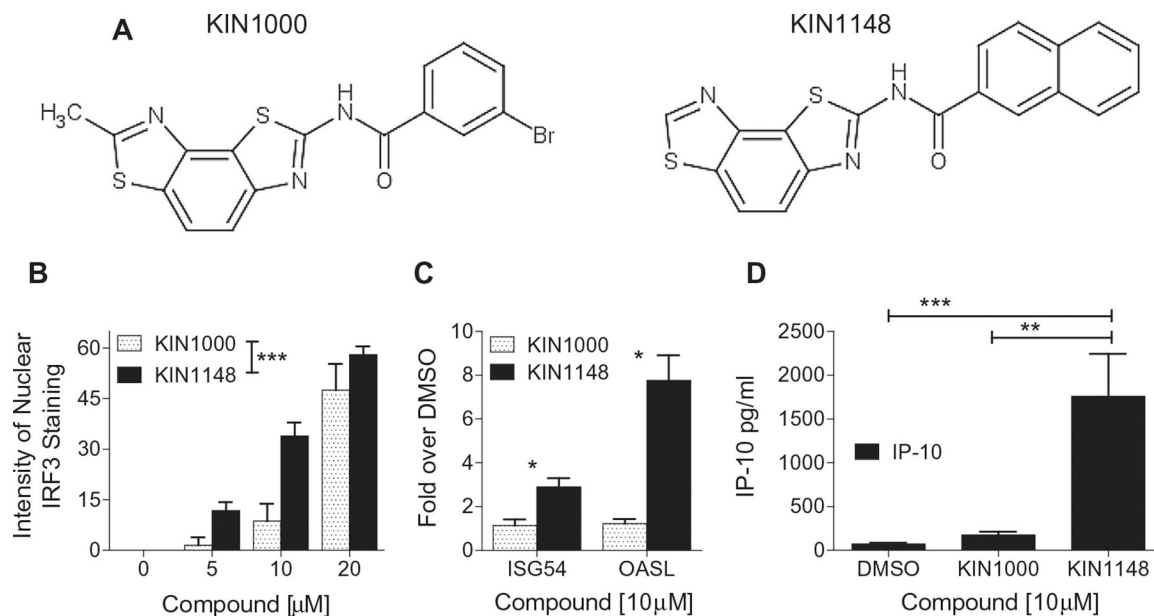 A
KIN1000
KIN1148
H₃C
N
S
S
N
H
N
O
Br
N
S
S
N
H
N
O
B
Intensity of Nuclear
IRF3 Staining
60
45
30
15
0
KIN1000
KIN1148
***
0 5 10 20
Compound [μM]
C
Fold over DMSO
10
8
6
4
2
0
KIN1000
KIN1148
*
*
ISG54 OASL
Compound [10μM]
D
IP-10 pg/ml
2500
2000
1500
1000
500
0
***
**
IP-10
DMSO KIN1000 KIN1148
Compound [10μM]